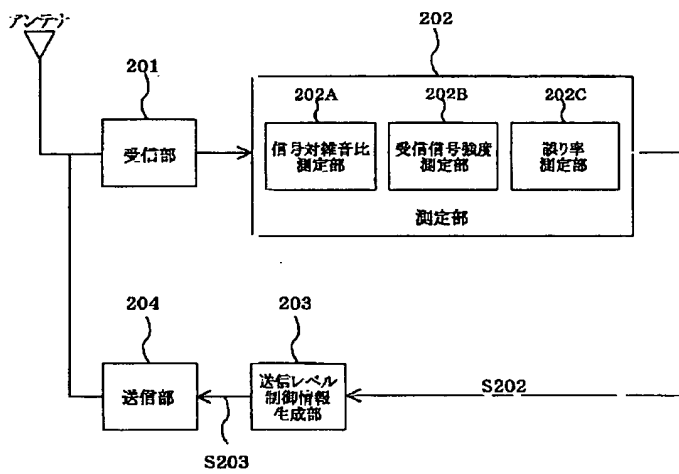 アンテナ
202
201
202A
202B
202C
受信部
信号対雑音比
測定部
受信信号強度
測定部
誤り率
測定部
測定部
204
203
送信部
送信レベル
制御情報
生成部
S202
S203